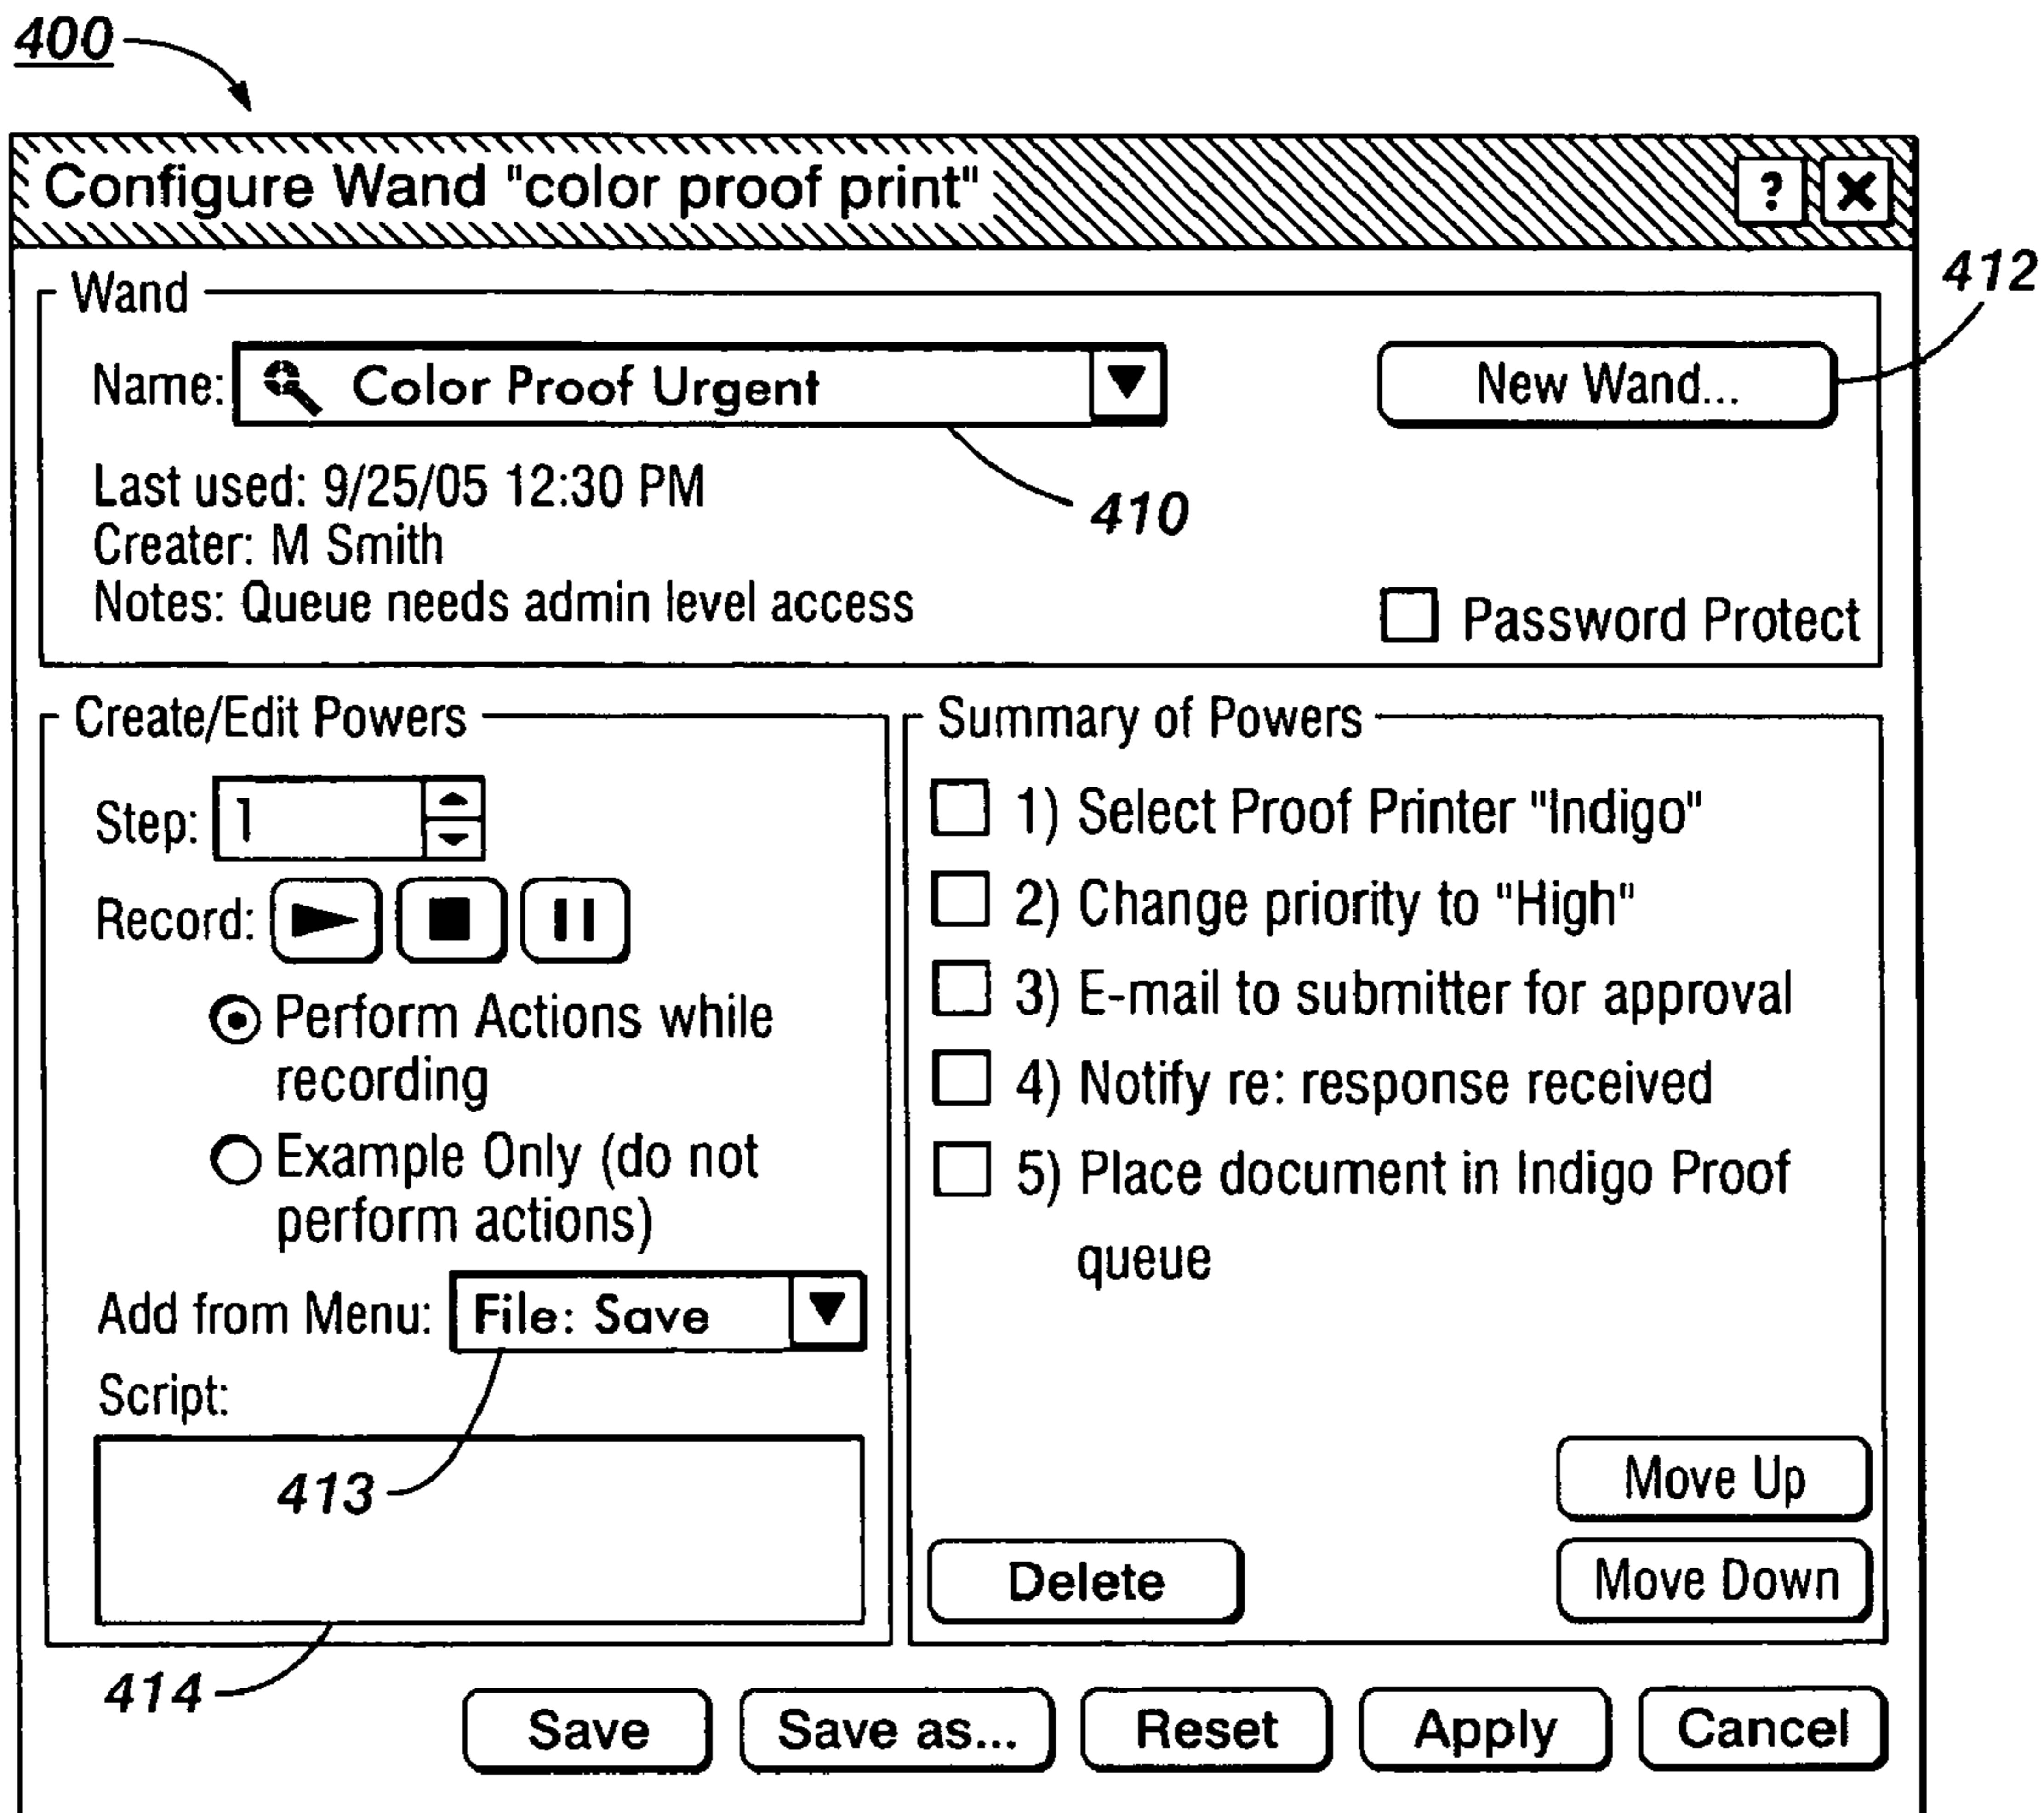 400
Configure Wand "color proof print"
?
Wand
412
Name: Color Proof Urgent
New Wand...
Last used: 9/25/05 12:30 PM
410
Creater: M Smith
Notes: Queue needs admin level access
Password Protect
Create/Edit Powers
Step: 1
Record:
Perform Actions while
recording
Example Only (do not
perform actions)
Add from Menu: File: Save
Script:
413
414
Summary of Powers
1) Select Proof Printer "Indigo"
2) Change priority to "High"
3) E-mail to submitter for approval
4) Notify re: response received
5) Place document in Indigo Proof
queue
Move Up
Delete
Move Down
Save
Save as...
Reset
Apply
Cancel